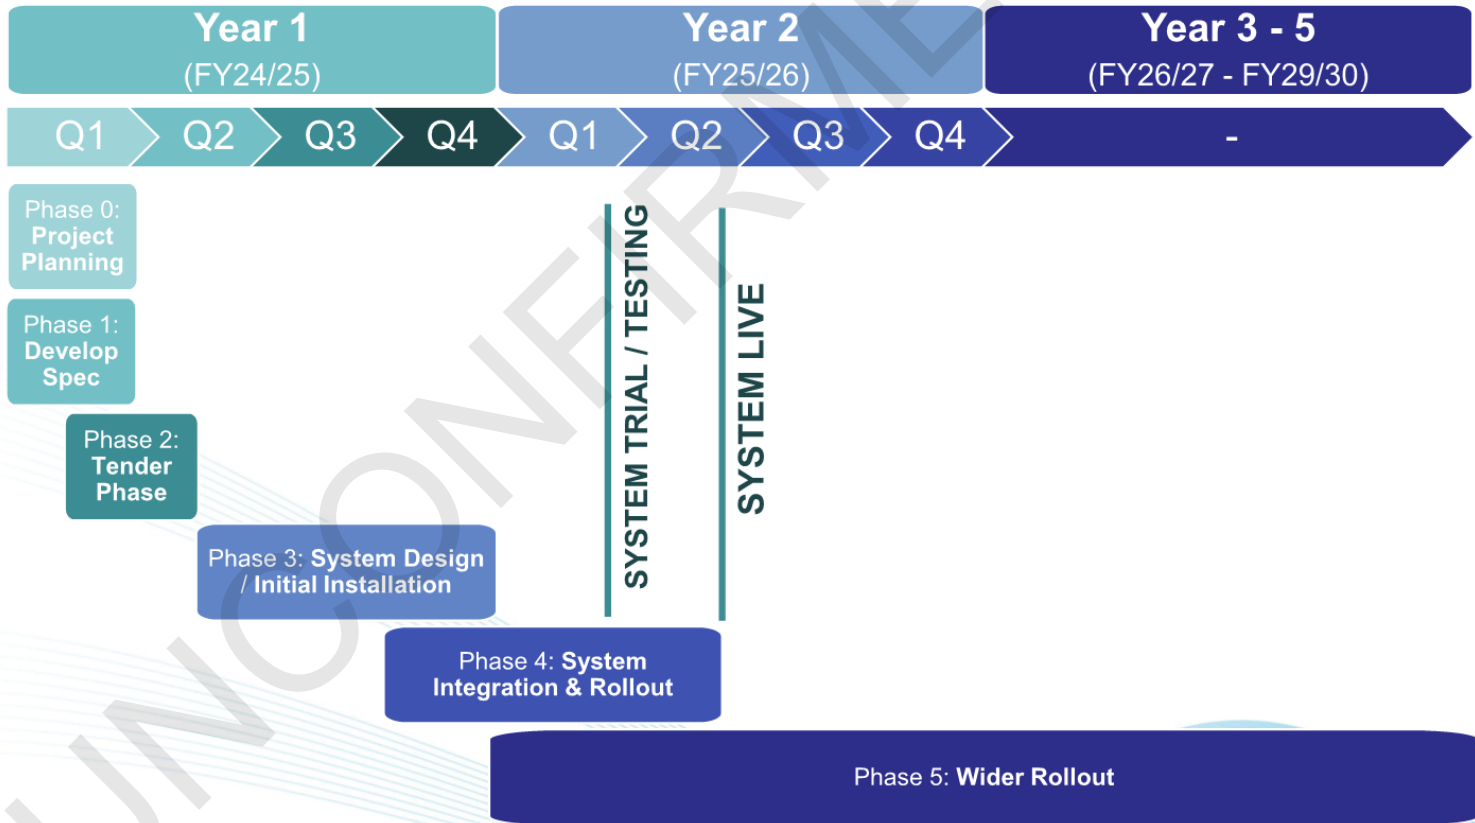 Year 1
(FY24/25)
Year 2
(FY25/26)
Year 3 - 5
(FY26/27 - FY29/30)
Q1
Q2
Q3
Q4
Q1
Q2
Q3
Q4
-
Phase 0:
Project
Planning
Phase 1:
Develop
Spec
Phase 2:
Tender
Phase
Phase 3: System Design
/ Initial Installation
SYSTEM TRIAL / TESTING
SYSTEM LIVE
Phase 4: System
Integration & Rollout
Phase 5: Wider Rollout
UNCONFIRME